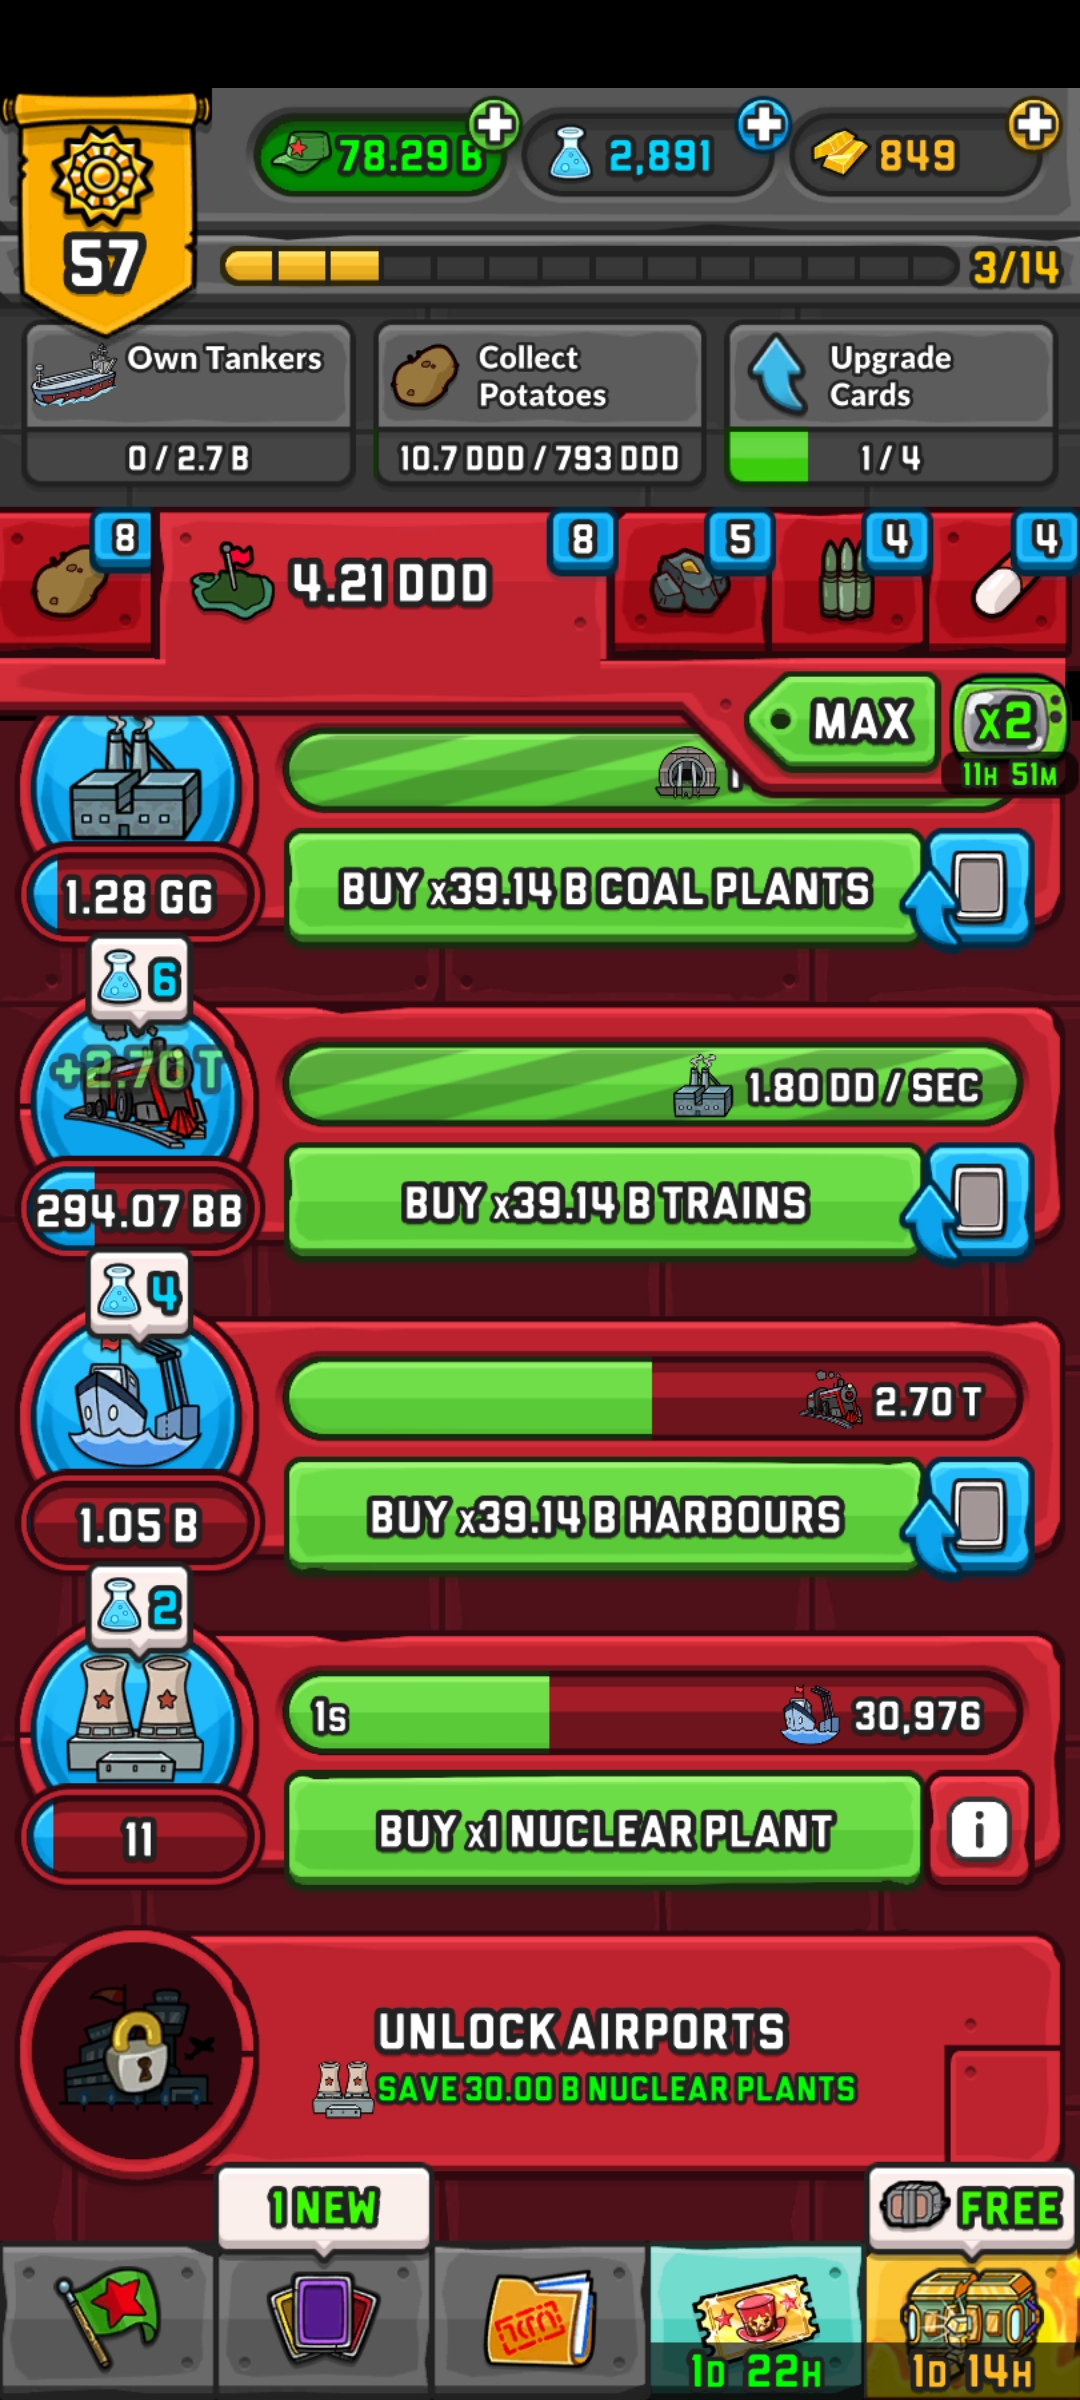 57
78.29 B
2,891
849
3/14
Own Tankers
0 / 2.7 B
Collect
Potatoes
10.7 DDD / 793 DDD
Upgrade
Cards
1 / 4
8
4.21 DDD
8
5
4
4
MAX
x2
11H 51M
1.28 GG
BUY x39.14 B COAL PLANTS
6
+2.70 T
1.80 DD / SEC
294.07 BB
BUY x39.14 B TRAINS
4
2.70 T
1.05 B
BUY x39.14 B HARBOURS
2
1s
30,976
11
BUY x1 NUCLEAR PLANT
i
UNLOCK AIRPORTS
SAVE 30.00 B NUCLEAR PLANTS
1 NEW
FREE
1D 22H
1D 14H